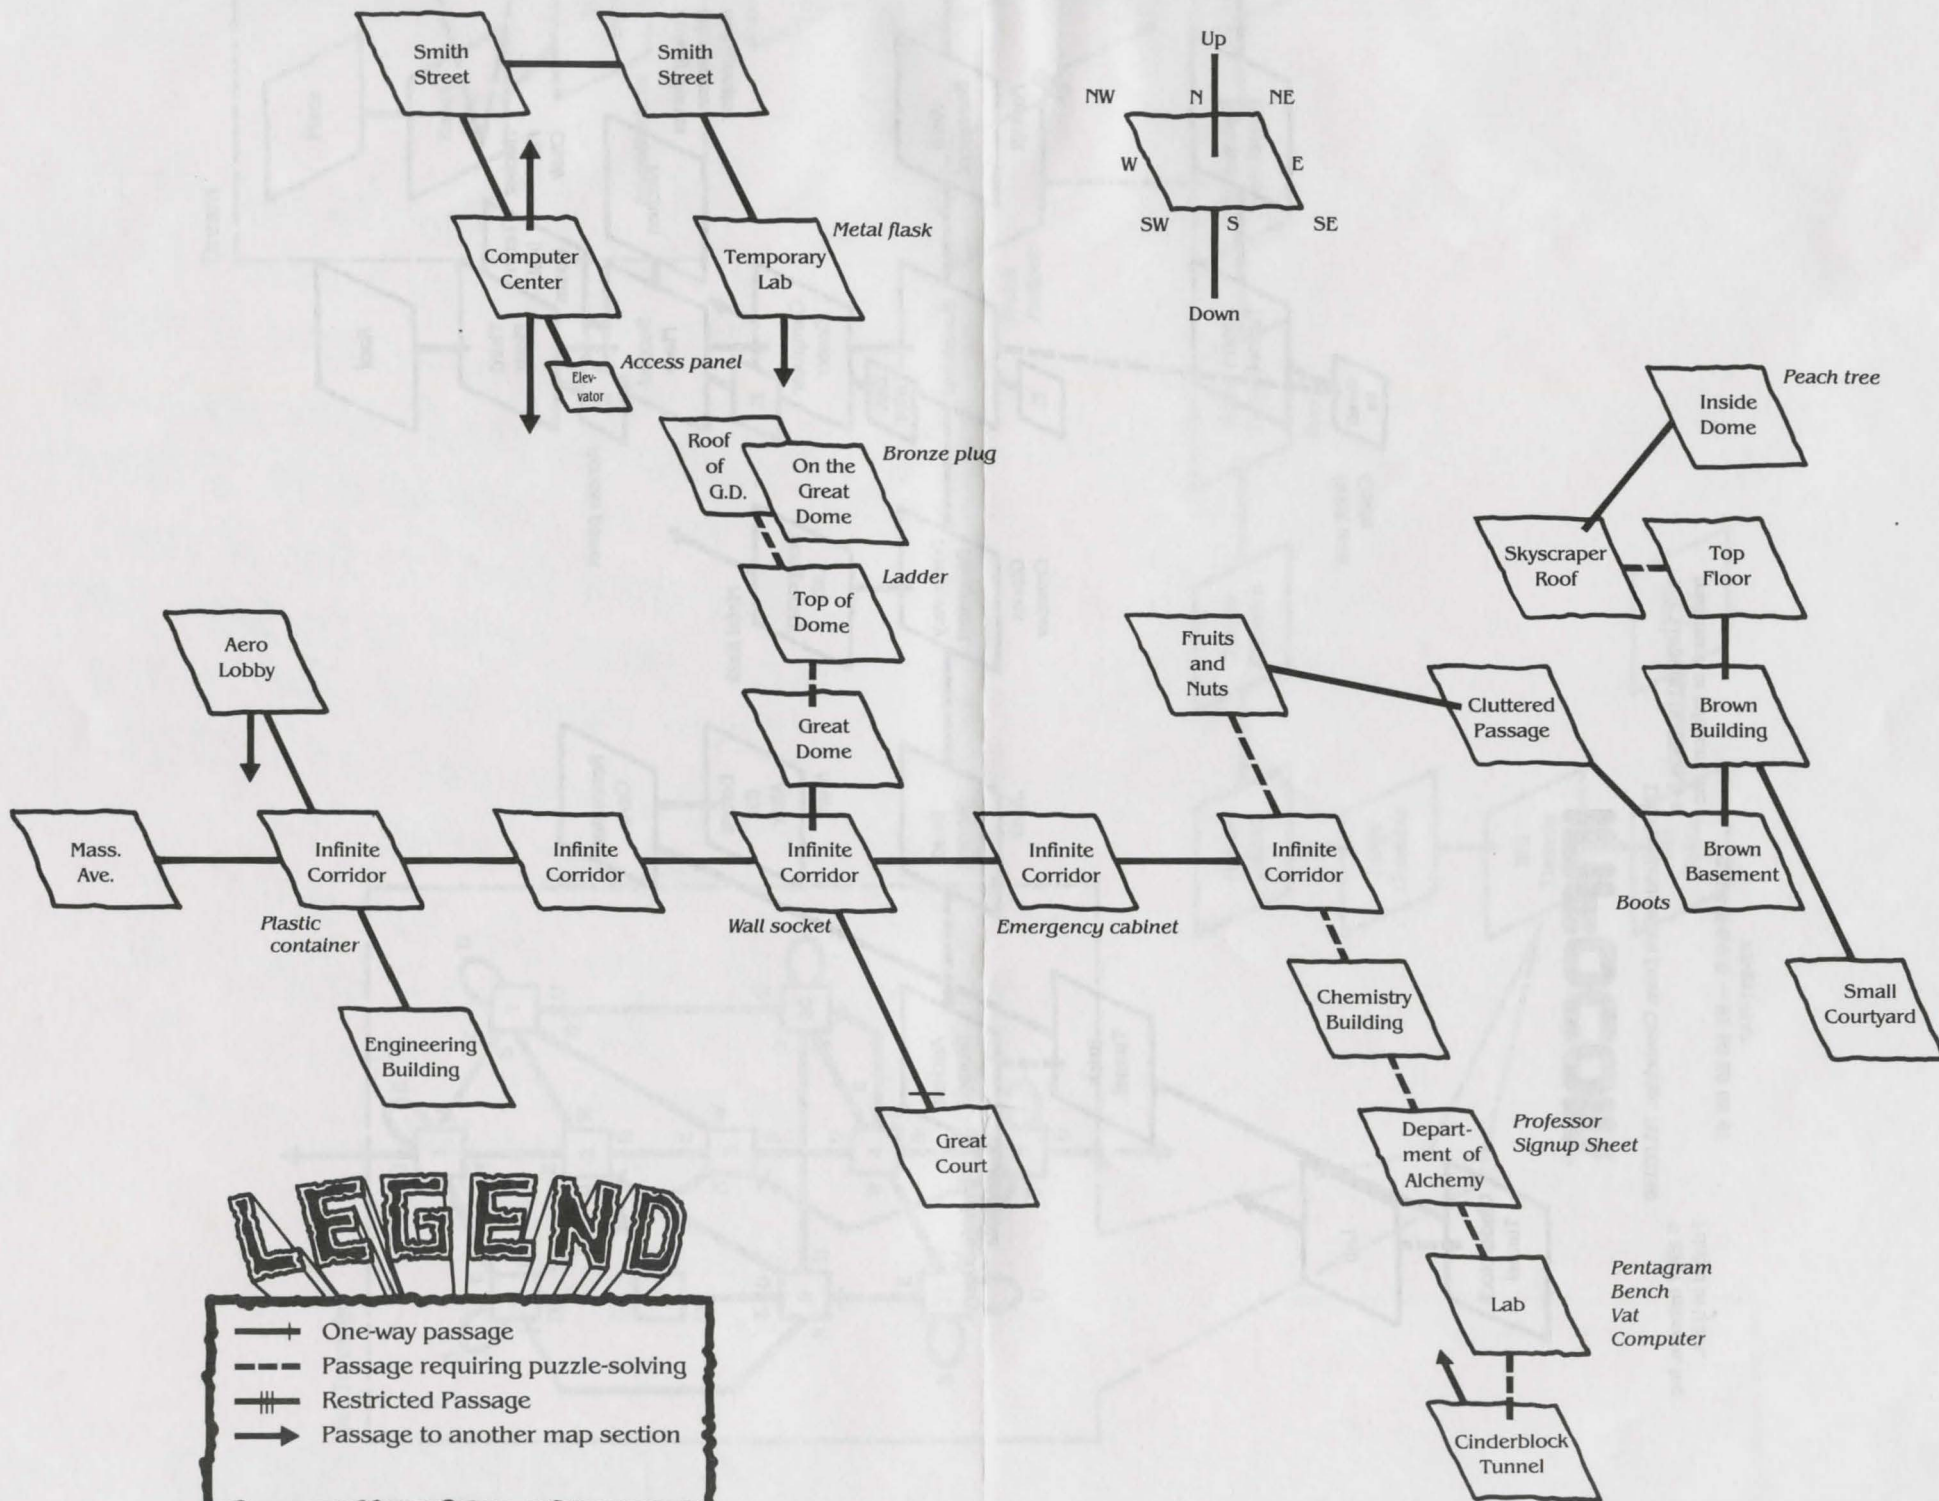 Smith
Street
Smith
Street
Up
NW
N
NE
W
E
SW
S
SE
Down
Computer
Center
Temporary
Lab
Metal flask
Elev-
vator
Access panel
Roof
of
G.D.
On the
Great
Dome
Bronze plug
Inside
Dome
Peach tree
Skyscraper
Roof
Top
Floor
Top of
Dome
Ladder
Aero
Lobby
Fruits
and
Nuts
Cluttered
Passage
Brown
Building
Great
Dome
Mass.
Ave.
Infinite
Corridor
Infinite
Corridor
Infinite
Corridor
Infinite
Corridor
Infinite
Corridor
Brown
Basement
Boots
Plastic
container
Wall socket
Emergency cabinet
Engineering
Building
Chemistry
Building
Small
Courtyard
Great
Court
Depart-
ment of
Alchemy
Professor
Signup Sheet
Lab
Pentagram
Bench
Vat
Computer
Cinderblock
Tunnel
LEGEND
One-way passage
Passage requiring puzzle-solving
Restricted Passage
Passage to another map section